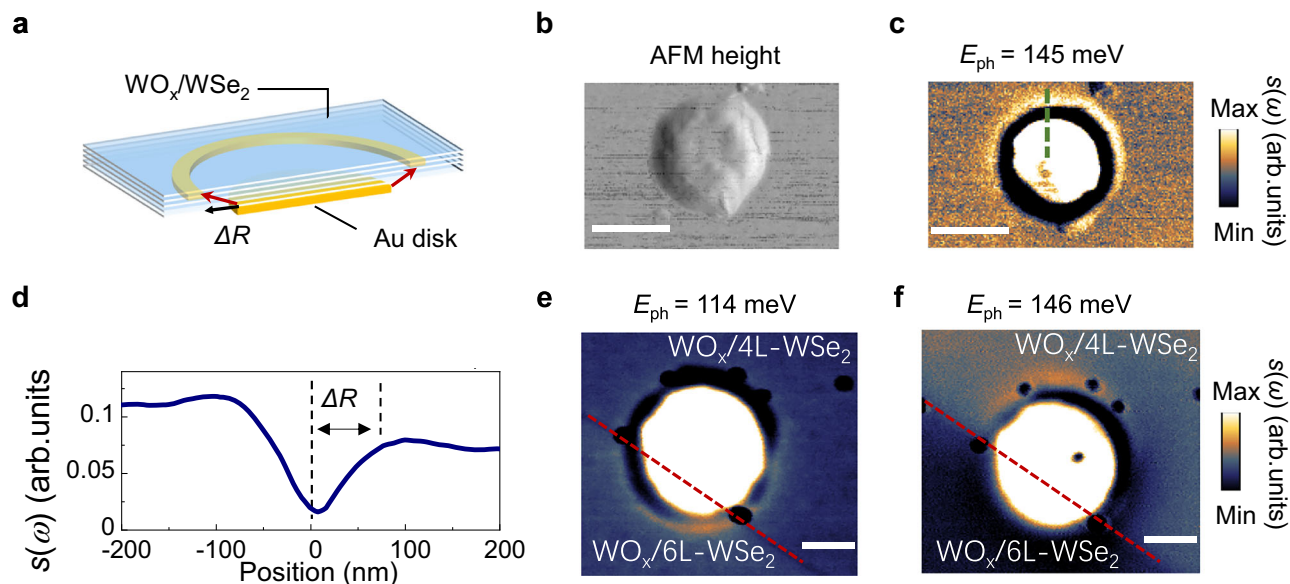 a
WOₓ/WSe₂
ΔR
Au disk
b
AFM height
c
Eₚₕ = 145 meV
Max
Min
s(ω) (arb.units)
d
s(ω) (arb.units)
0.1
0.05
0
ΔR
-200
-100
0
100
200
Position (nm)
e
Eₚₕ = 114 meV
WOₓ/4L-WSe₂
WOₓ/6L-WSe₂
f
Eₚₕ = 146 meV
WOₓ/4L-WSe₂
WOₓ/6L-WSe₂
Max
Min
s(ω) (arb.units)